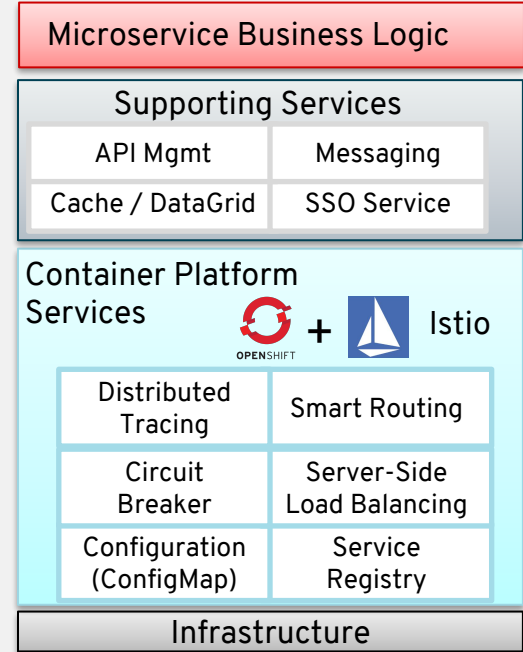 Microservice Business Logic
Supporting Services
API Mgmt
Messaging
Cache / DataGrid
SSO Service
Container Platform
Services
OPENSHIFT
+
Istio
Distributed
Tracing
Smart Routing
Circuit
Breaker
Server-Side
Load Balancing
Configuration
(ConfigMap)
Service
Registry
Infrastructure